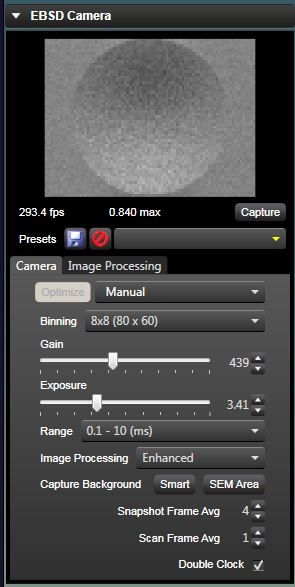 EBSD Camera
293.4 fps 0.840 max Capture
Presets
Camera Image Processing
Optimize Manual
Binning 8x8 (80 x 60)
Gain
439
Exposure
3.41
Range 0.1 - 10 (ms)
Image Processing Enhanced
Capture Background Smart SEM Area
Snapshot Frame Avg 4
Scan Frame Avg 1
Double Clock